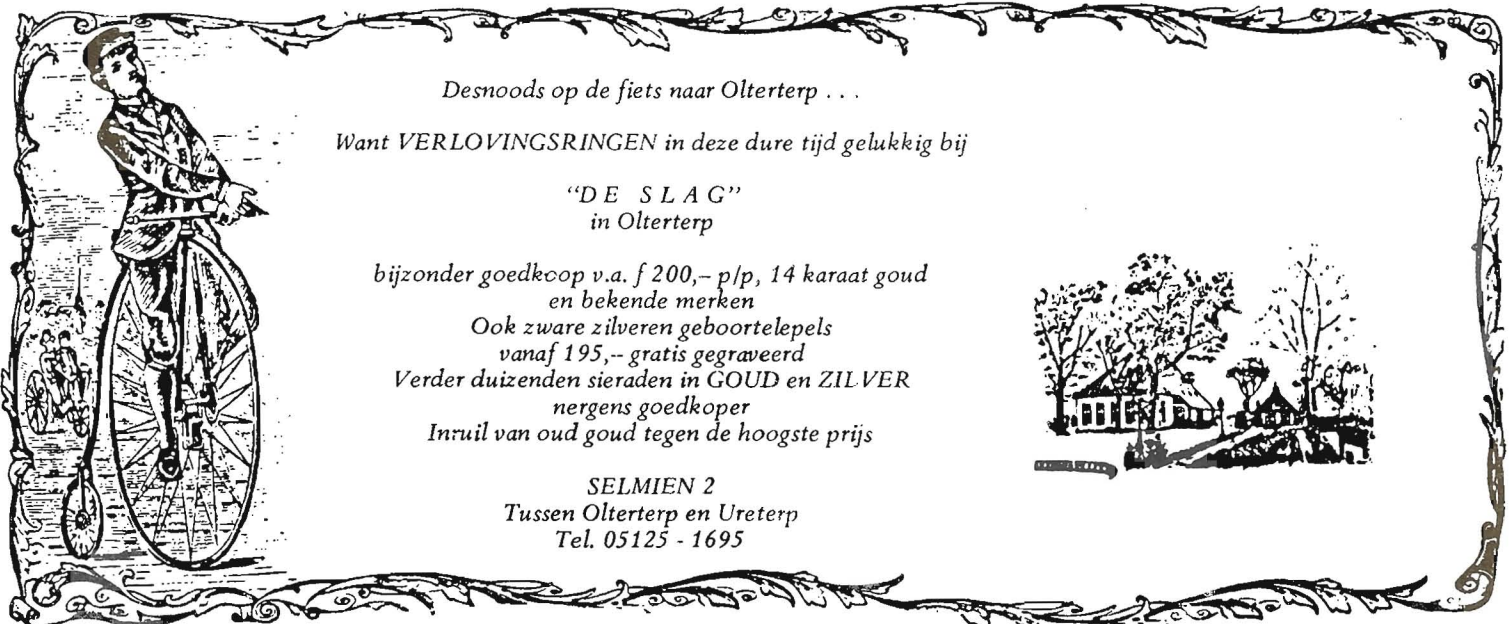 Desnoods op de fiets naar Olterterp . . .
Want VERLOVINGSRINGEN in deze dure tijd gelukkig bij
“DE SLAG”
in Olterterp
bijzonder goedkoop v.a. f 200,– p/p, 14 karaat goud
en bekende merken
Ook zware zilveren geboortelepels
vanaf 195,-- gratis gegraveerd
Verder duizenden sieraden in GOUD en ZILVER
nergens goedkoper
Inruil van oud goud tegen de hoogste prijs
SELMIEN 2
Tussen Olterterp en Ureterp
Tel. 05125 - 1695